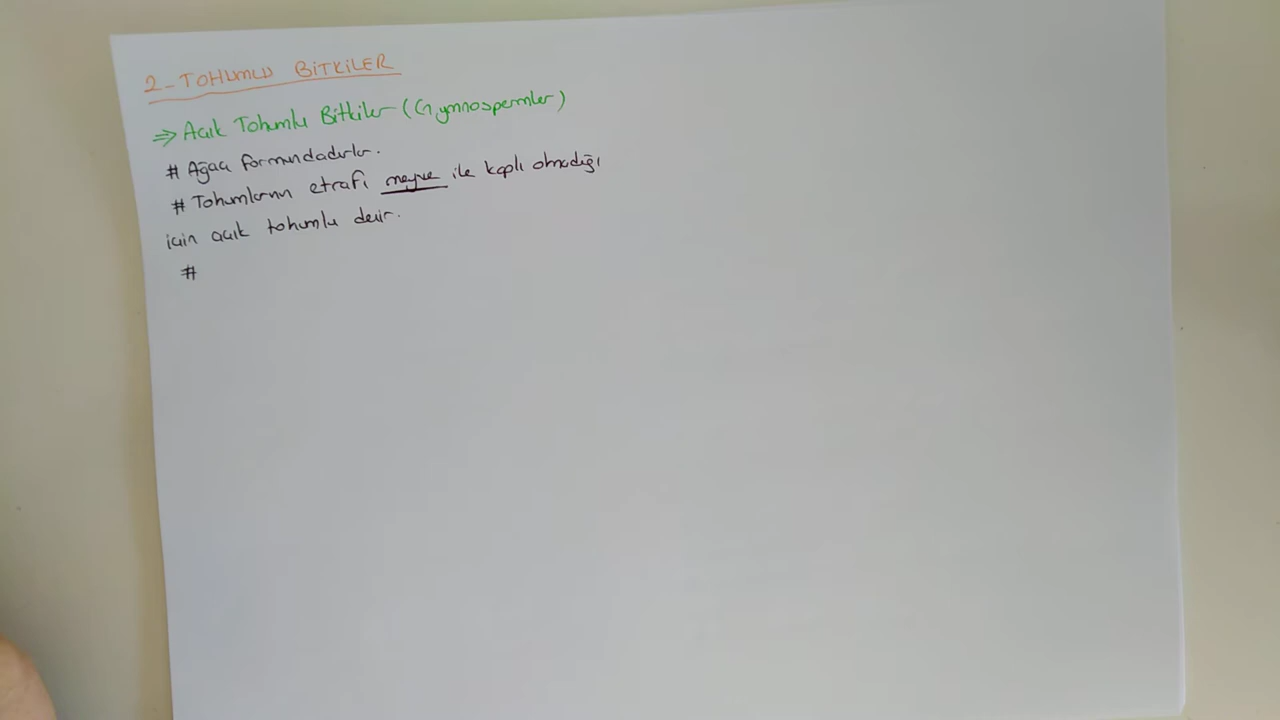 2- TOHUMLU BİTKİLER
⇒ Açık Tohumlu Bitkiler (Gymnospermler)
# Ağaç formundadırlar.
# Tohumlarının etrafı meyve ile kaplı olmadığı
için açık tohumlu denir.
#